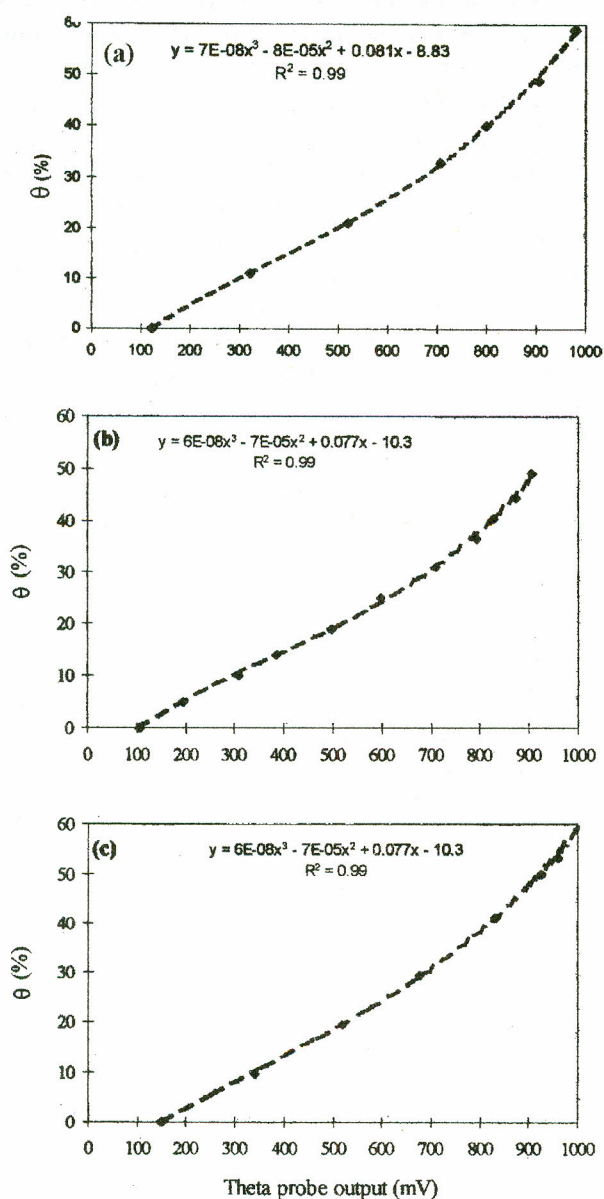 (a) y = 7E-08x³ - 8E-05x² + 0.081x - 8.83
R² = 0.99
60
50
40
30
20
10
0
θ (%)
0 100 200 300 400 500 600 700 800 900 1000
(b) y = 6E-08x³ - 7E-05x² + 0.077x - 10.3
R² = 0.99
60
50
40
30
20
10
0
θ (%)
0 100 200 300 400 500 600 700 800 900 1000
(c) y = 6E-08x³ - 7E-05x² + 0.077x - 10.3
R² = 0.99
60
50
40
30
20
10
0
θ (%)
0 100 200 300 400 500 600 700 800 900 1000
Theta probe output (mV)